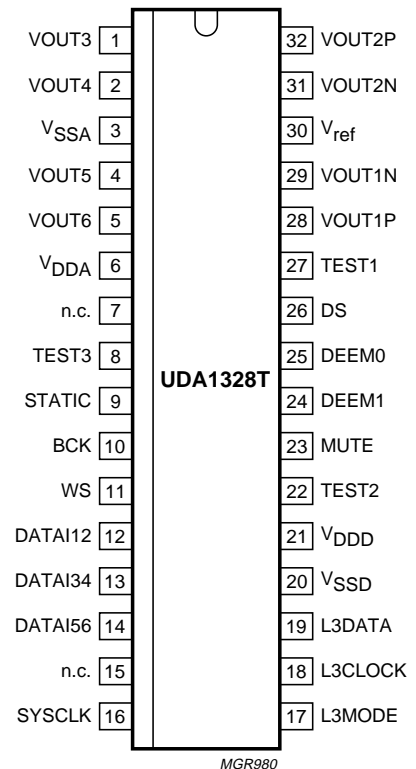 VOUT3 1 32 VOUT2P
VOUT4 2 31 VOUT2N
VSSA 3 30 Vref
VOUT5 4 29 VOUT1N
VOUT6 5 28 VOUT1P
VDDA 6 27 TEST1
n.c. 7 26 DS
TEST3 8 25 DEEM0
UDA1328T
STATIC 9 24 DEEM1
BCK 10 23 MUTE
WS 11 22 TEST2
DATAI12 12 21 VDDD
DATAI34 13 20 VSSD
DATAI56 14 19 L3DATA
n.c. 15 18 L3CLOCK
SYSCLK 16 17 L3MODE
MGR980